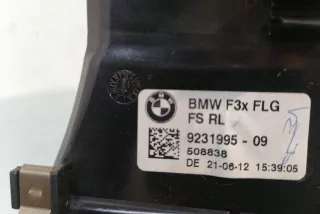 BMW F3x FLG
FS RL
9231995 - 09
508838
DE 21-06-12 15:39:05